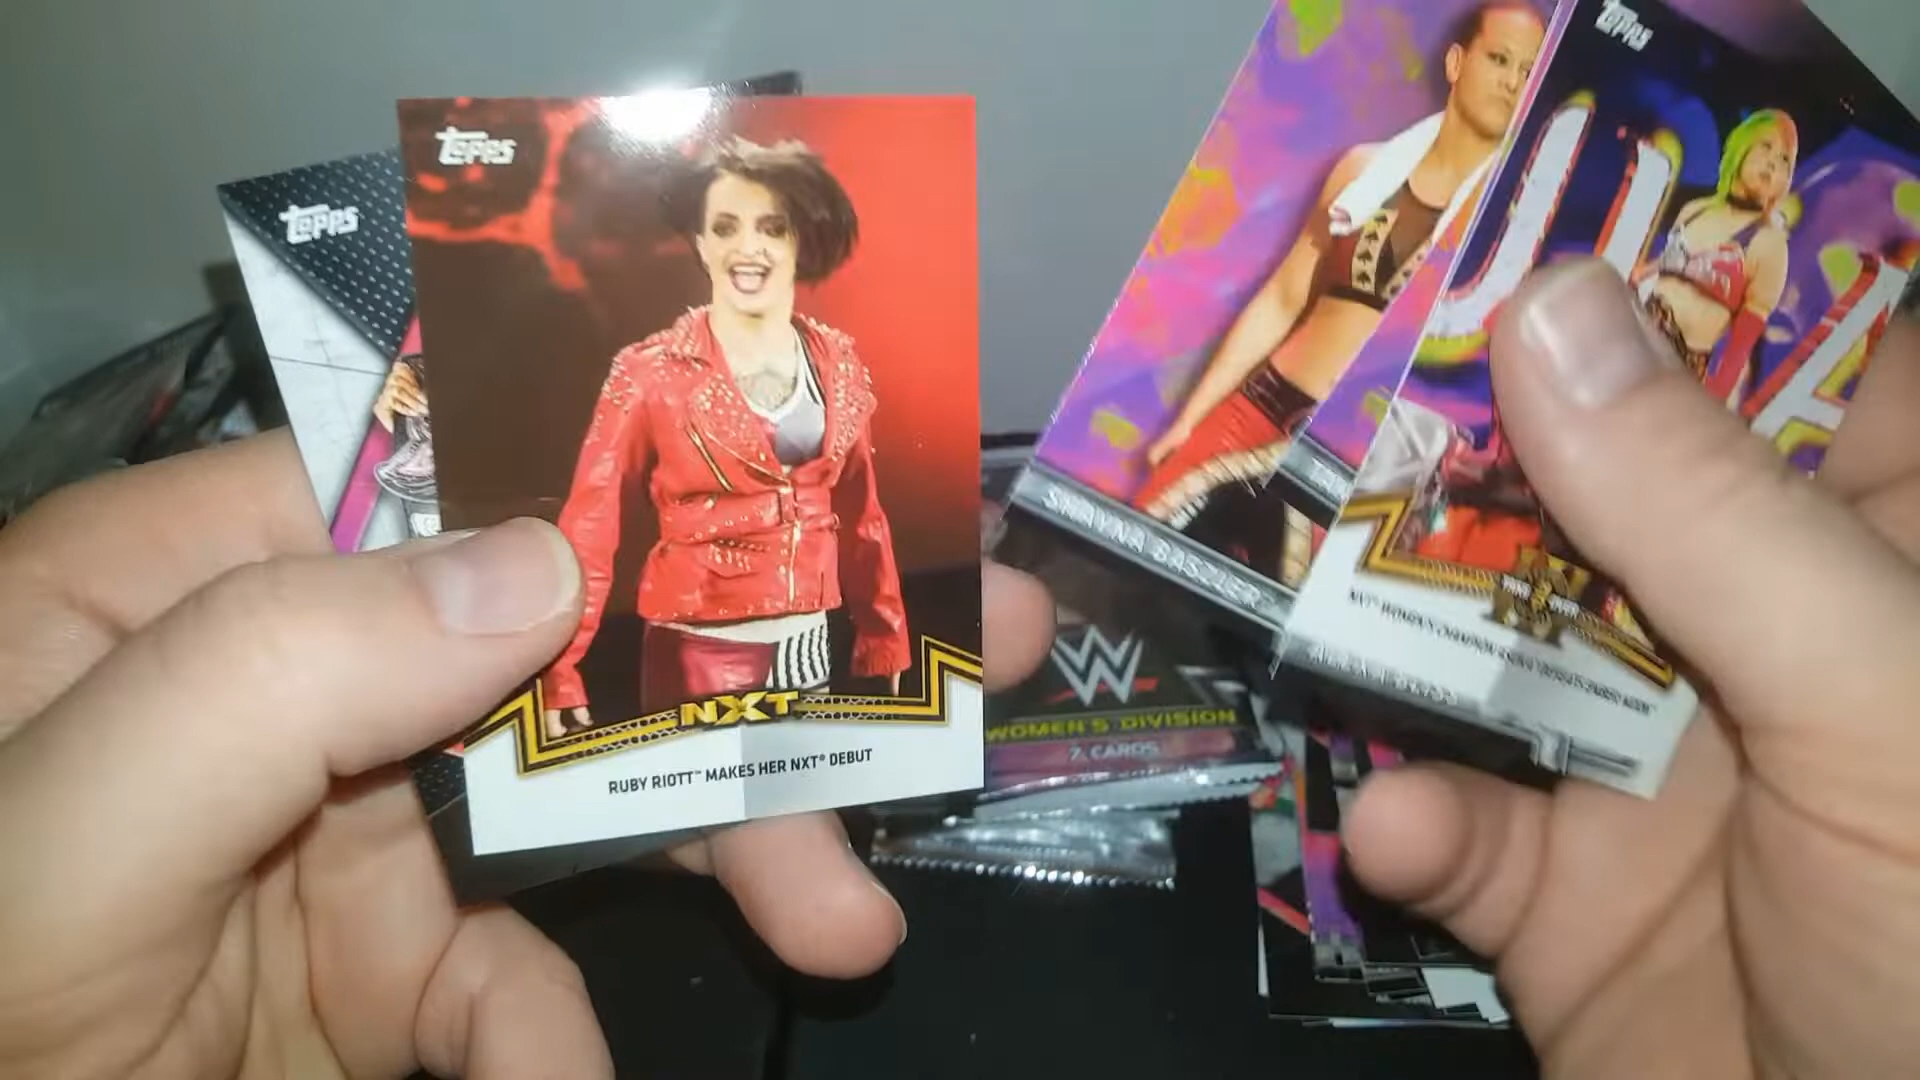 Topps
Topps
NXT
RUBY RIOTT™ MAKES HER NXT® DEBUT
SHAYNA BASZLER
Topps
W
WOMEN'S DIVISION
7 CARDS